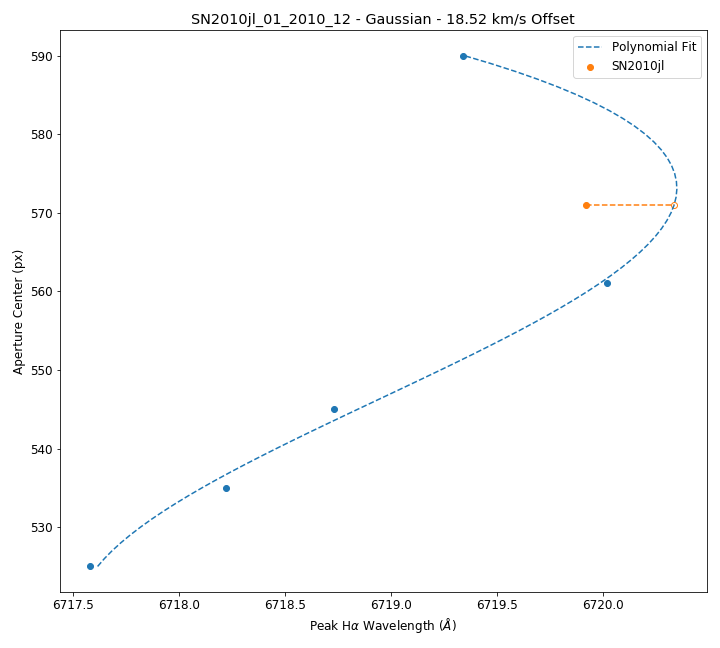 SN2010jl_01_2010_12 - Gaussian - 18.52 km/s Offset
Polynomial Fit
SN2010jl
590
580
570
560
550
540
530
Aperture Center (px)
6717.5 6718.0 6718.5 6719.0 6719.5 6720.0
Peak Hα Wavelength (Å)